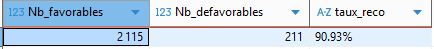 123 Nb_favorables 123 Nb_defavorables A-Z taux_reco
2 115 211 90.93%